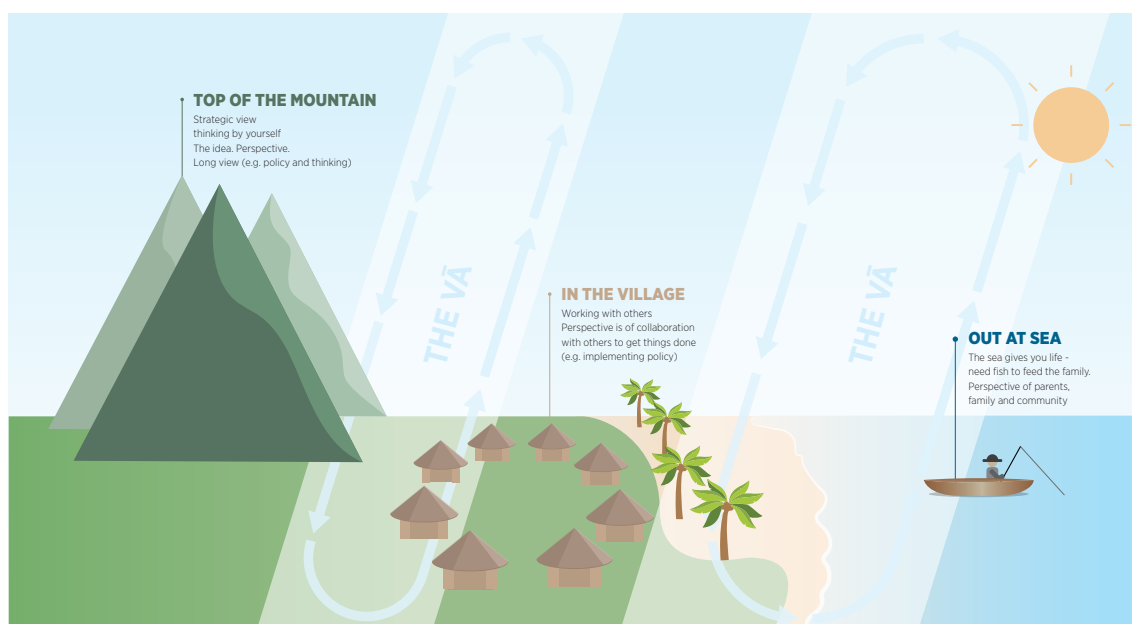 TOP OF THE MOUNTAIN
Strategic view
thinking by yourself
The idea. Perspective.
Long view (e.g. policy and thinking)
THE VĀ
IN THE VILLAGE
Working with others
Perspective is of collaboration
with others to get things done
(e.g. implementing policy)
THE VĀ
OUT AT SEA
The sea gives you life -
need fish to feed the family.
Perspective of parents,
family and community